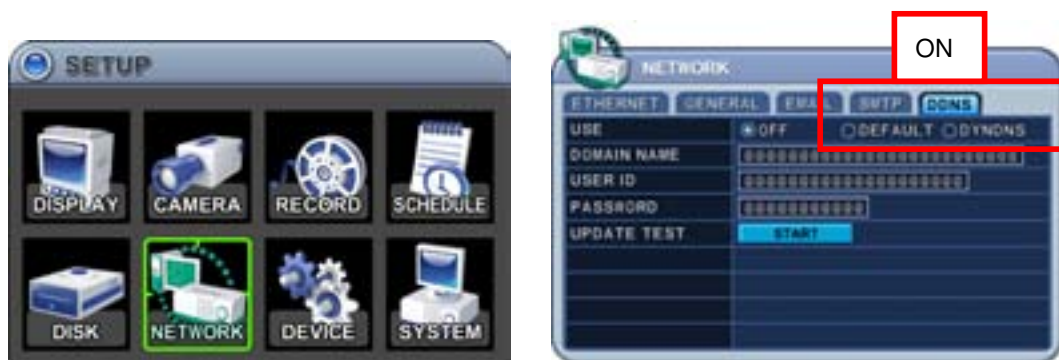 SETUP
DISPLAY CAMERA RECORD SCHEDULE
DISK NETWORK DEVICE SYSTEM
ON
NETWORK
ETHERNET GENERAL EMAIL SMTP DDNS
USE OFF DEFAULT DYNDNS
DOMAIN NAME
USER ID
PASSWORD
UPDATE TEST START